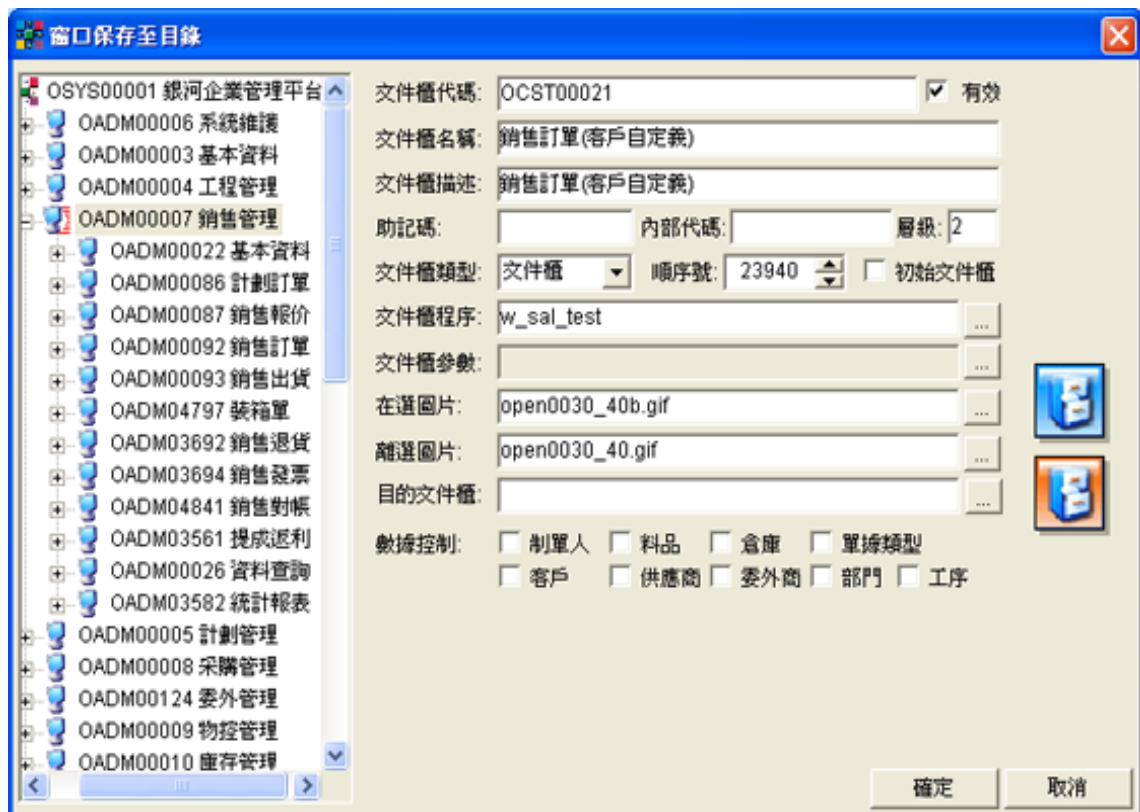 窗口保存至目錄
OSYS00001 銀河企業管理平台
OADM00006 系統維護
OADM00003 基本資料
OADM00004 工程管理
OADM00007 銷售管理
OADM00022 基本資料
OADM00086 計劃訂單
OADM00087 銷售報价
OADM00092 銷售訂單
OADM00093 銷售出貨
OADM04797 裝箱單
OADM03692 銷售退貨
OADM03694 銷售發票
OADM04841 銷售對帳
OADM03561 提成返利
OADM00026 資料查詢
OADM03582 統計報表
OADM00005 計劃管理
OADM00008 采購管理
OADM00124 委外管理
OADM00009 物控管理
OADM00010 庫存管理
文件櫃代碼: OCST00021 有效
文件櫃名稱: 銷售訂單(客戶自定義)
文件櫃描述: 銷售訂單(客戶自定義)
助記碼: 內部代碼: 層級: 2
文件櫃類型: 文件櫃 順序號: 23940 初始文件櫃
文件櫃程序: w_sal_test ...
文件櫃參數: ...
在選圖片: open0030_40b.gif ...
離選圖片: open0030_40.gif ...
目的文件櫃: ...
數據控制: 制單人 料品 倉庫 單據類型
客戶 供應商 委外商 部門 工序
確定 取消